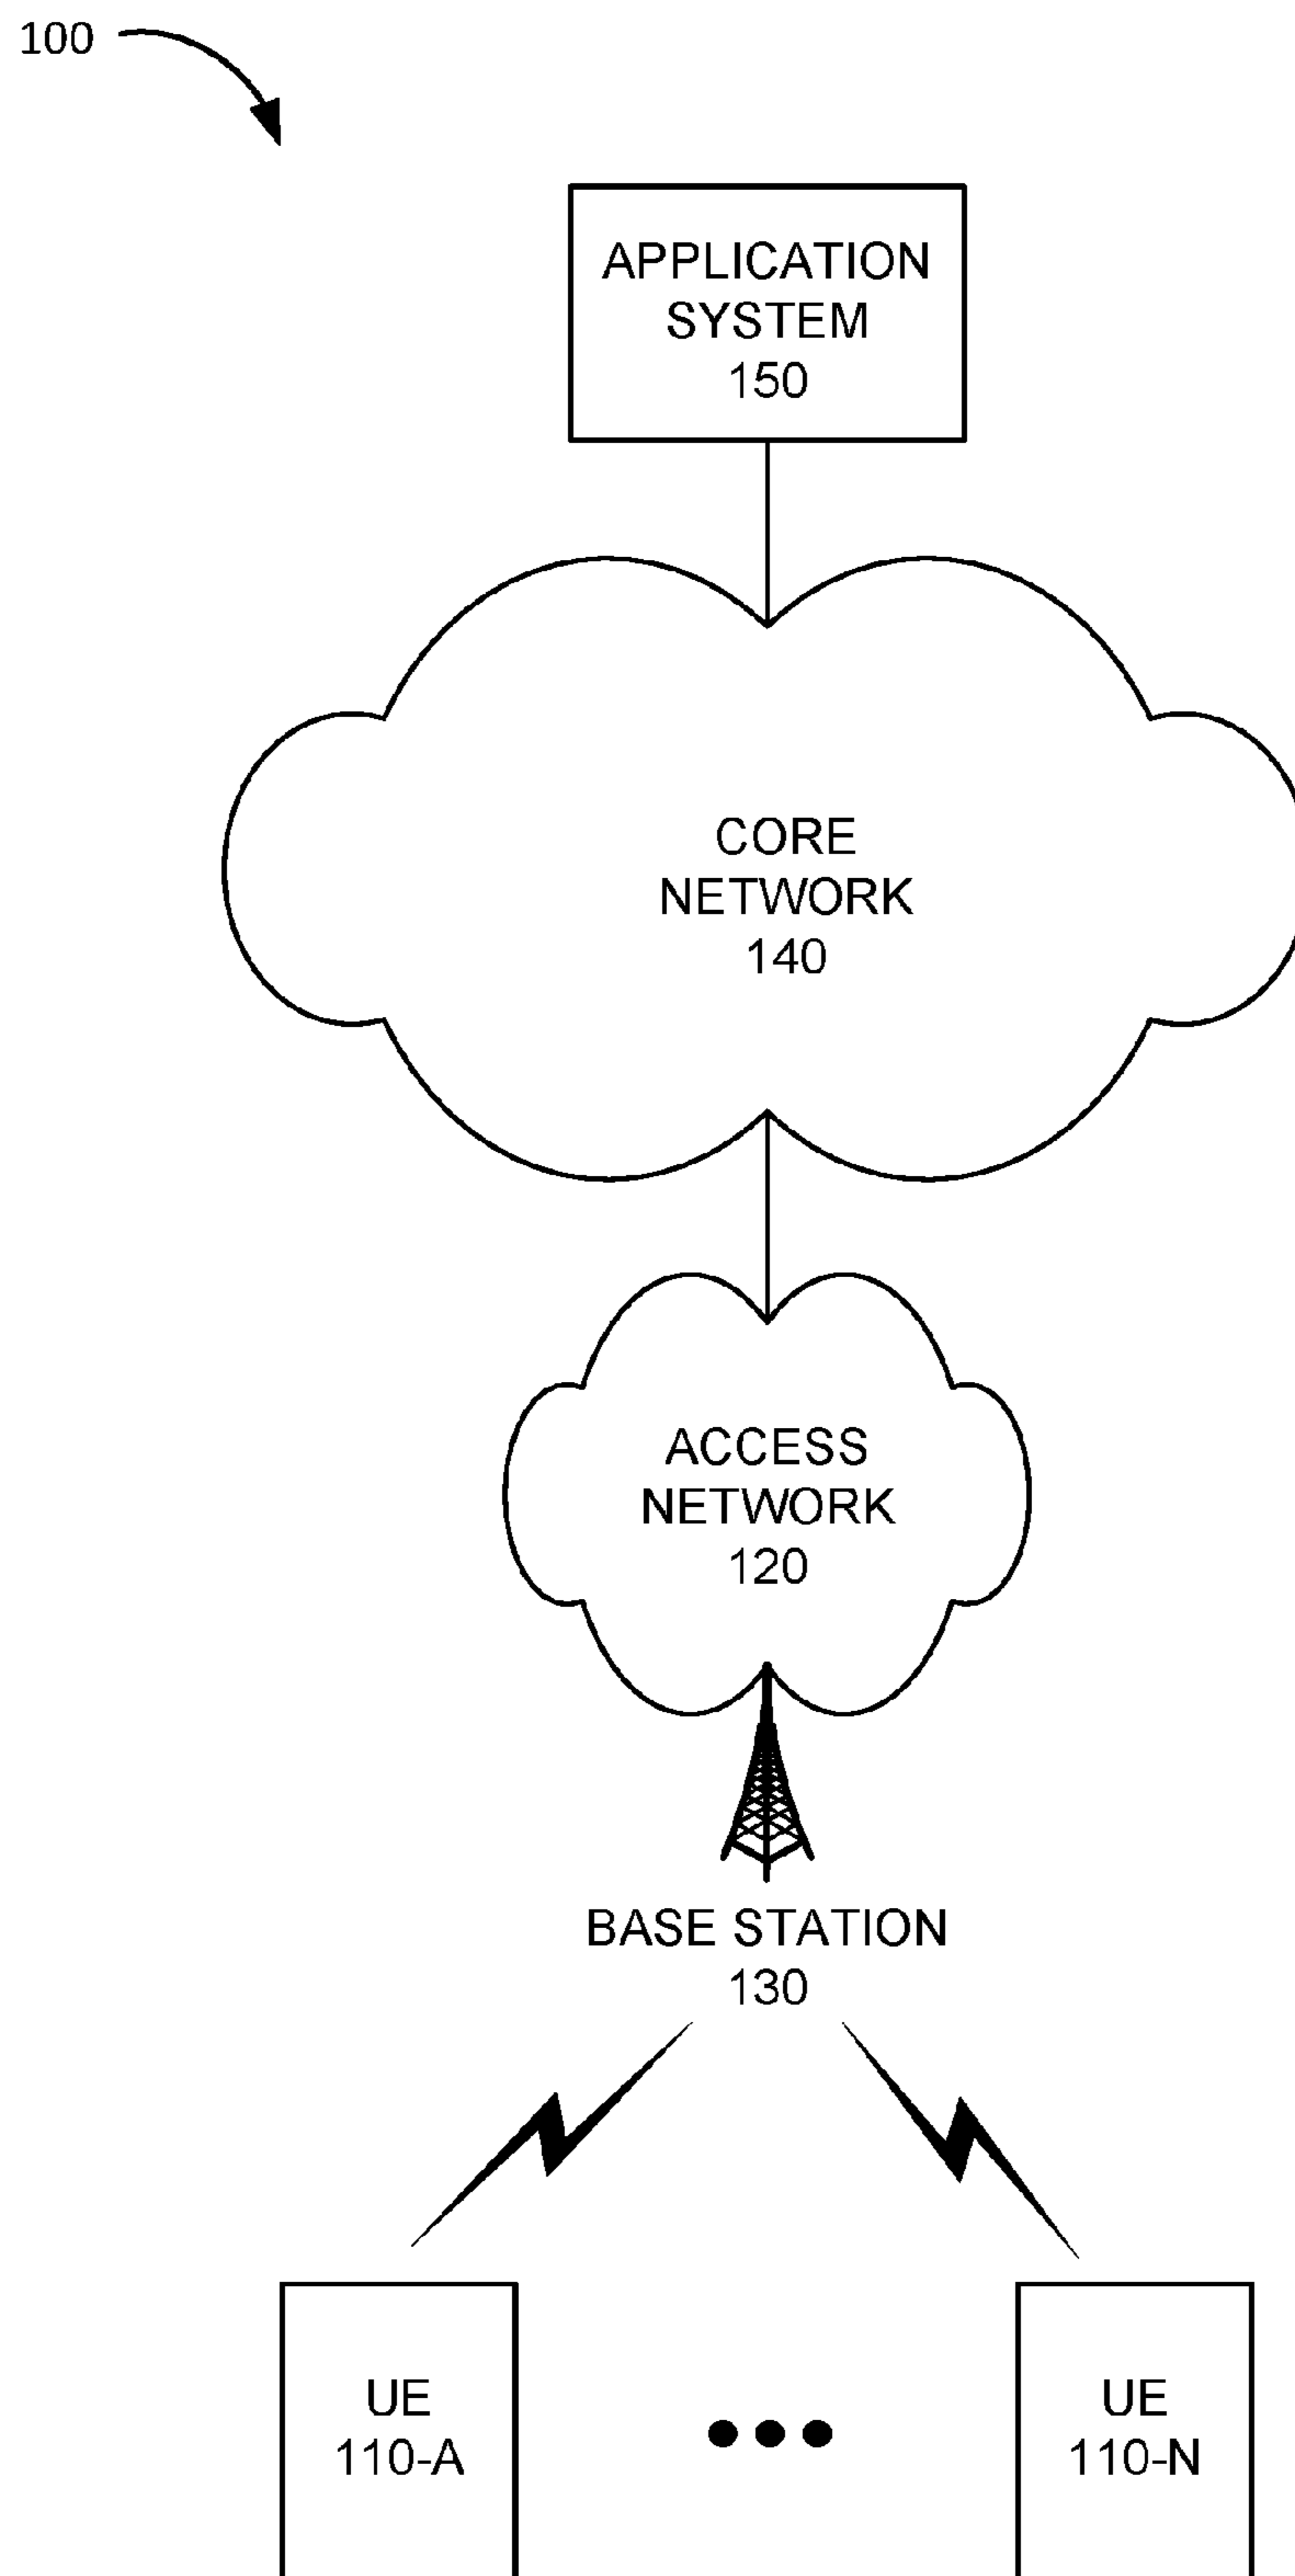 100
APPLICATION
SYSTEM
150
CORE
NETWORK
140
ACCESS
NETWORK
120
BASE STATION
130
UE
110-A
UE
110-N